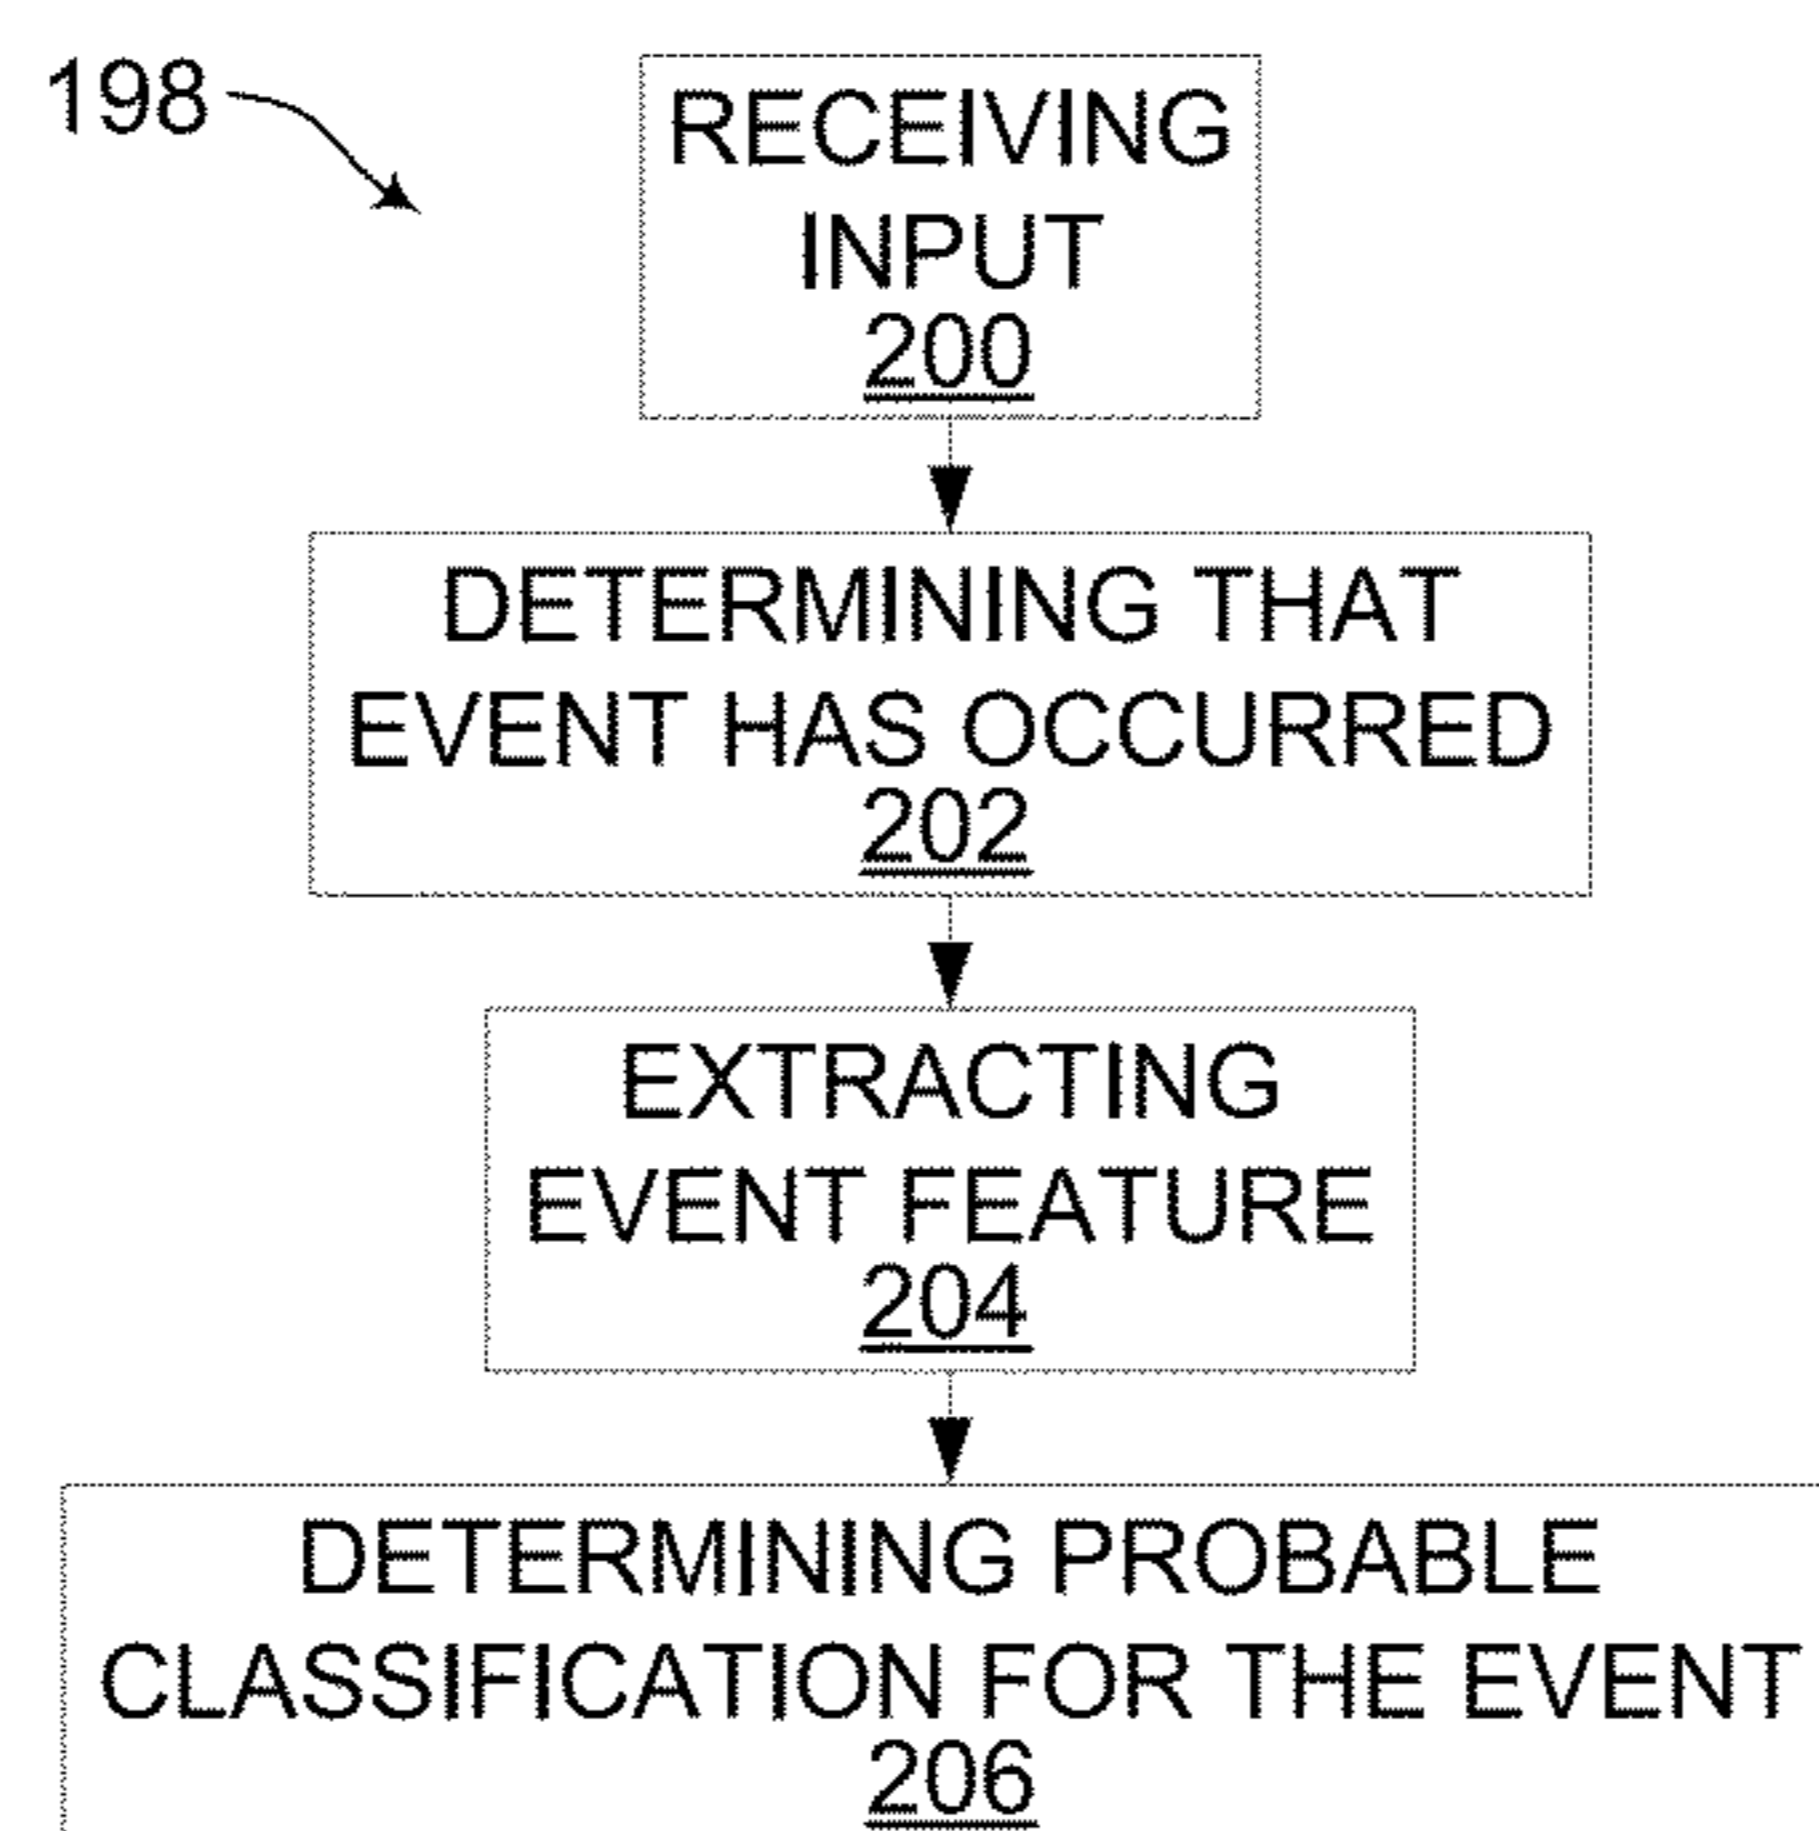 198
RECEIVING
INPUT
200
DETERMINING THAT
EVENT HAS OCCURRED
202
EXTRACTING
EVENT FEATURE
204
DETERMINING PROBABLE
CLASSIFICATION FOR THE EVENT
206